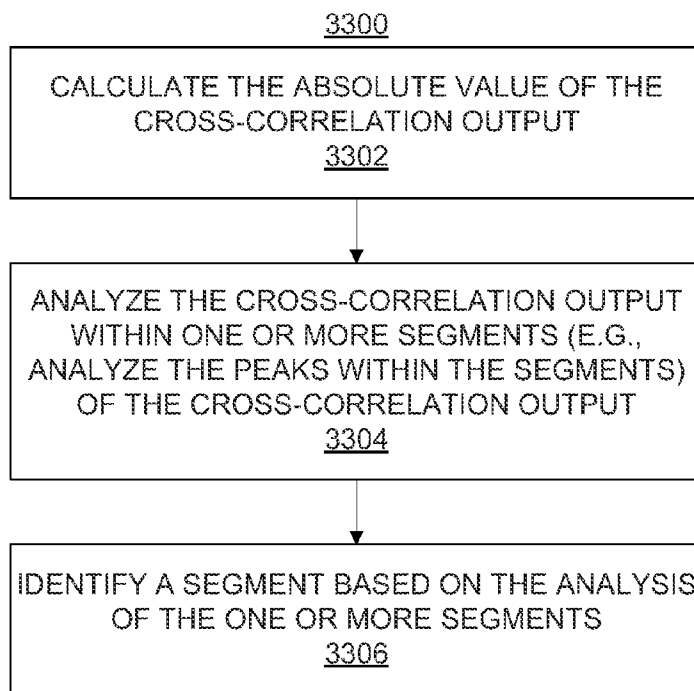 3300
CALCULATE THE ABSOLUTE VALUE OF THE
CROSS-CORRELATION OUTPUT
3302
ANALYZE THE CROSS-CORRELATION OUTPUT
WITHIN ONE OR MORE SEGMENTS (E.G.,
ANALYZE THE PEAKS WITHIN THE SEGMENTS)
OF THE CROSS-CORRELATION OUTPUT
3304
IDENTIFY A SEGMENT BASED ON THE ANALYSIS
OF THE ONE OR MORE SEGMENTS
3306